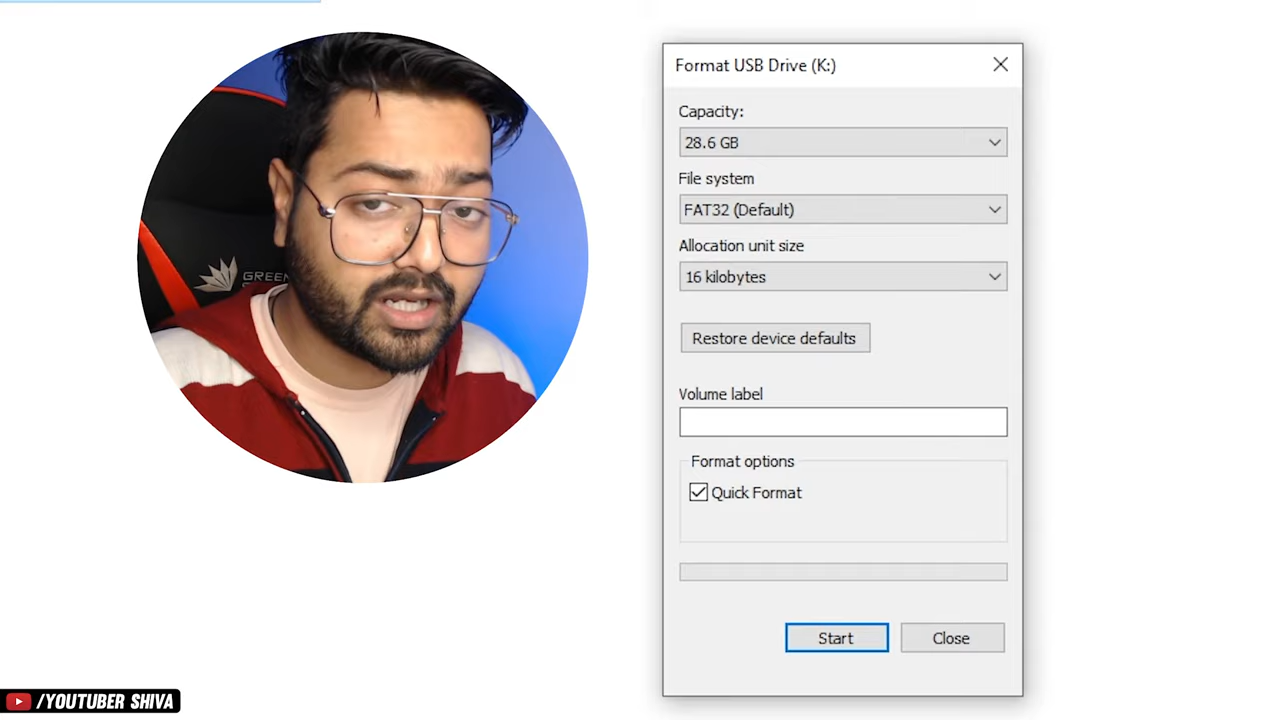 Format USB Drive (K:)
Capacity:
28.6 GB
File system
FAT32 (Default)
Allocation unit size
16 kilobytes
Restore device defaults
Volume label
Format options
Quick Format
Start
Close
GREEN
/YOUTUBER SHIVA